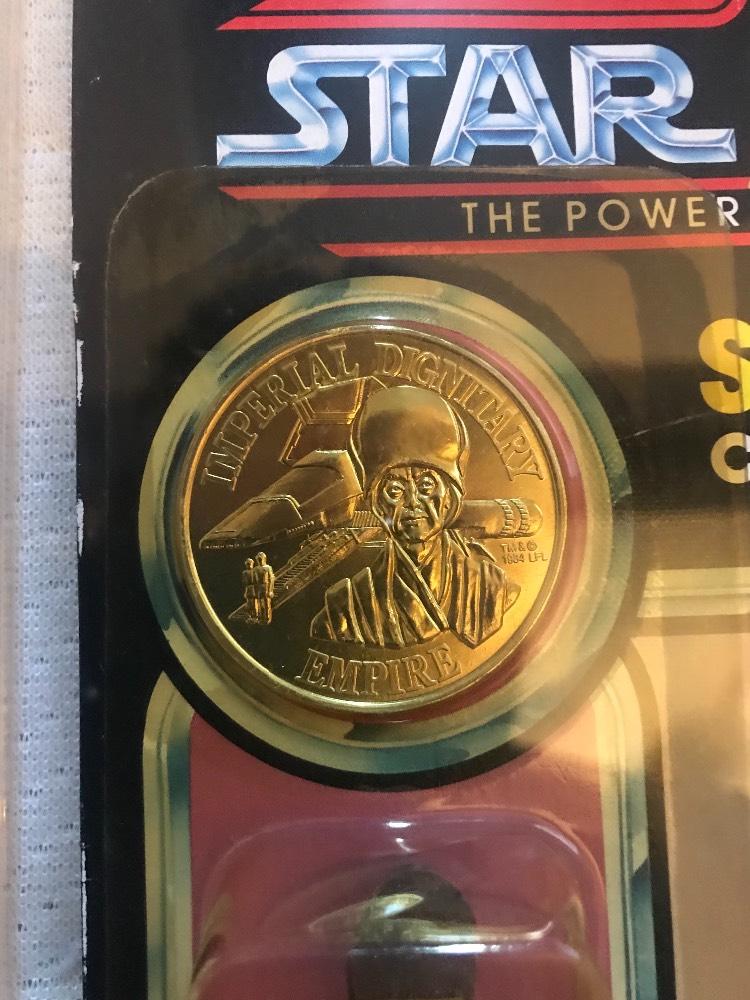 STAR
THE POWER
S
C
IMPERIAL DIGNITARY
TM & ©
1984 LFL
EMPIRE